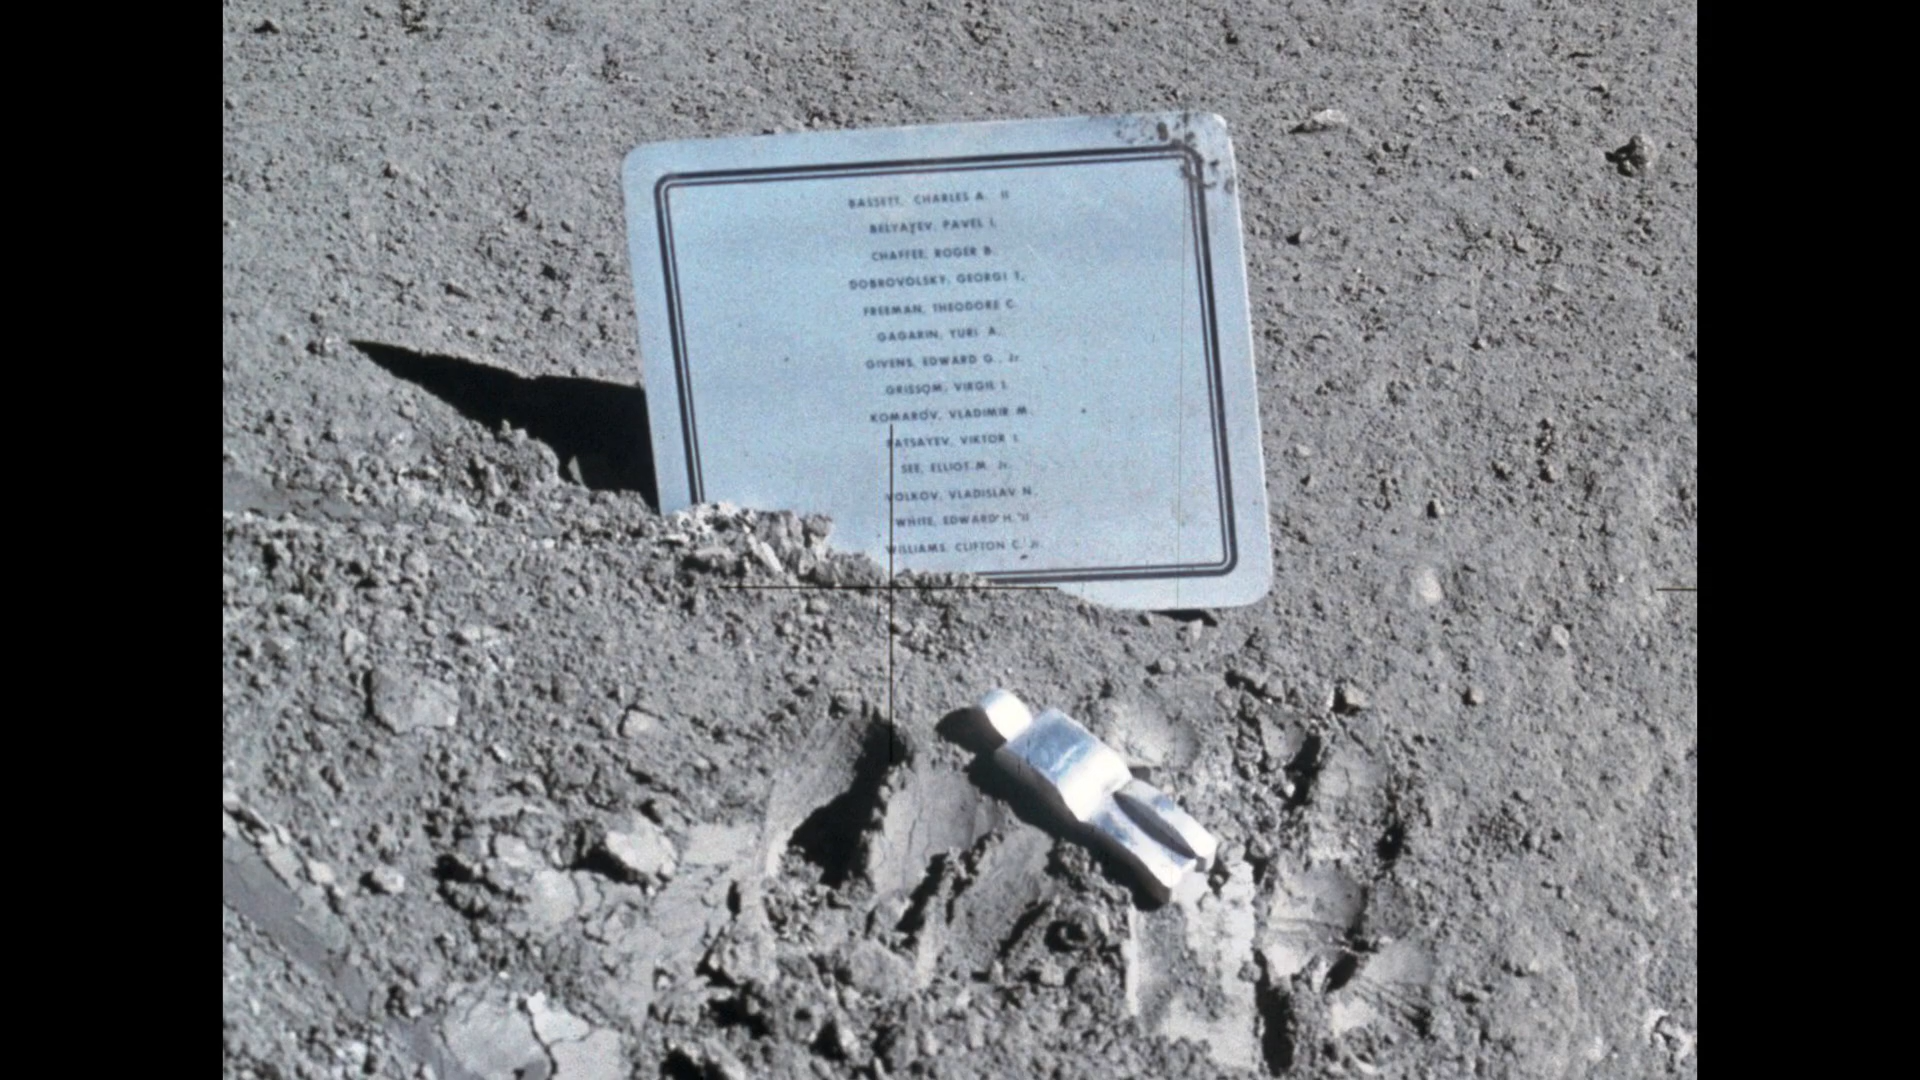 BASSETT, CHARLES A. II
BELYAYEV, PAVEL I.
CHAFFEE, ROGER B.
DOBROVOLSKY, GEORGI T.
FREEMAN, THEODORE C.
GAGARIN, YURI A.
GIVENS, EDWARD G., Jr.
GRISSOM, VIRGIL I.
KOMAROV, VLADIMIR M.
PATSAYEV, VIKTOR I.
SEE, ELLIOT M. Jr.
VOLKOV, VLADISLAV N.
WHITE, EDWARD H. II
WILLIAMS, CLIFTON C. Jr.